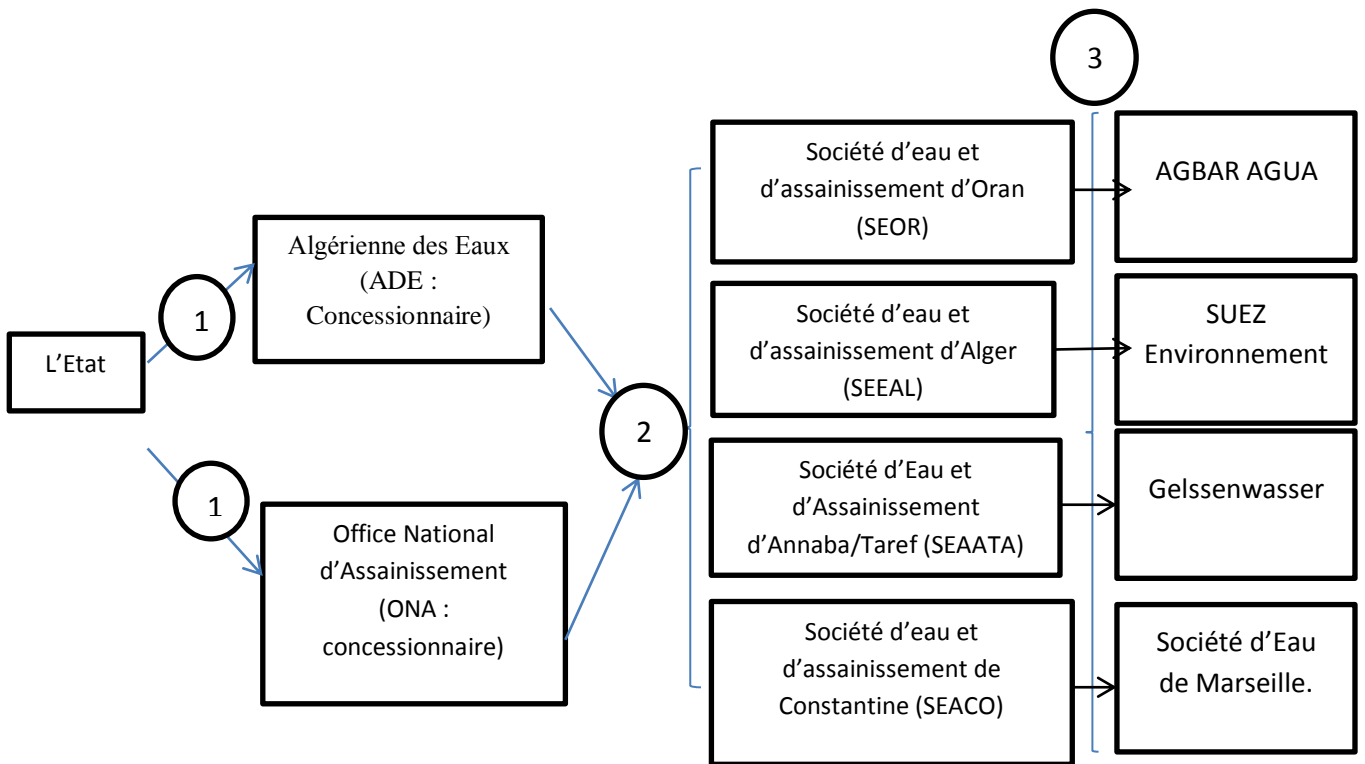 3
Société d'eau et
d'assainissement d'Oran
(SEOR)
AGBAR AGUA
Algérienne des Eaux
(ADE :
Concessionnaire)
1
L'Etat
Société d'eau et
d'assainissement d'Alger
(SEEAL)
SUEZ
Environnement
2
Société d'Eau et
d'Assainissement
d'Annaba/Taref (SEAATA)
Gelssenwasser
1
Office National
d'Assainissement
(ONA :
concessionnaire)
Société d'eau et
d'assainissement de
Constantine (SEACO)
Société d'Eau
de Marseille.